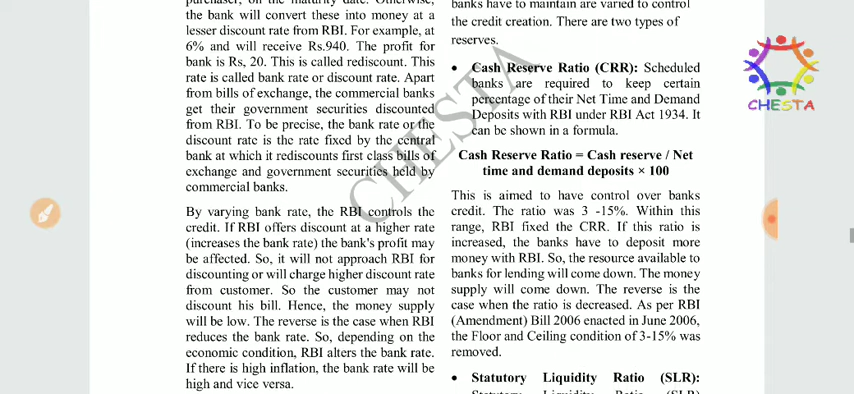 purchaser, on the maturity date. Otherwise,
the bank will convert these into money at a
lesser discount rate from RBI. For example, at
6% and will receive Rs.940. The profit for
bank is Rs, 20. This is called rediscount. This
rate is called bank rate or discount rate. Apart
from bills of exchange, the commercial banks
get their government securities discounted
from RBI. To be precise, the bank rate or the
discount rate is the rate fixed by the central
bank at which it rediscounts first class bills of
exchange and government securities held by
commercial banks.
By varying bank rate, the RBI controls the
credit. If RBI offers discount at a higher rate
(increases the bank rate) the bank's profit may
be affected. So, it will not approach RBI for
discounting or will charge higher discount rate
from customer. So the customer may not
discount his bill. Hence, the money supply
will be low. The reverse is the case when RBI
reduces the bank rate. So, depending on the
economic condition, RBI alters the bank rate.
If there is high inflation, the bank rate will be
high and vice versa.
banks have to maintain are varied to control
the credit creation. There are two types of
reserves.
• Cash Reserve Ratio (CRR): Scheduled
banks are required to keep certain
percentage of their Net Time and Demand
Deposits with RBI under RBI Act 1934. It
can be shown in a formula.
Cash Reserve Ratio = Cash reserve / Net
time and demand deposits × 100
This is aimed to have control over banks
credit. The ratio was 3 -15%. Within this
range, RBI fixed the CRR. If this ratio is
increased, the banks have to deposit more
money with RBI. So, the resource available to
banks for lending will come down. The money
supply will come down. The reverse is the
case when the ratio is decreased. As per RBI
(Amendment) Bill 2006 enacted in June 2006,
the Floor and Ceiling condition of 3-15% was
removed.
• Statutory Liquidity Ratio (SLR):
Statutory Liquidity Ratio (SLR)
CHESTA
CHESTA